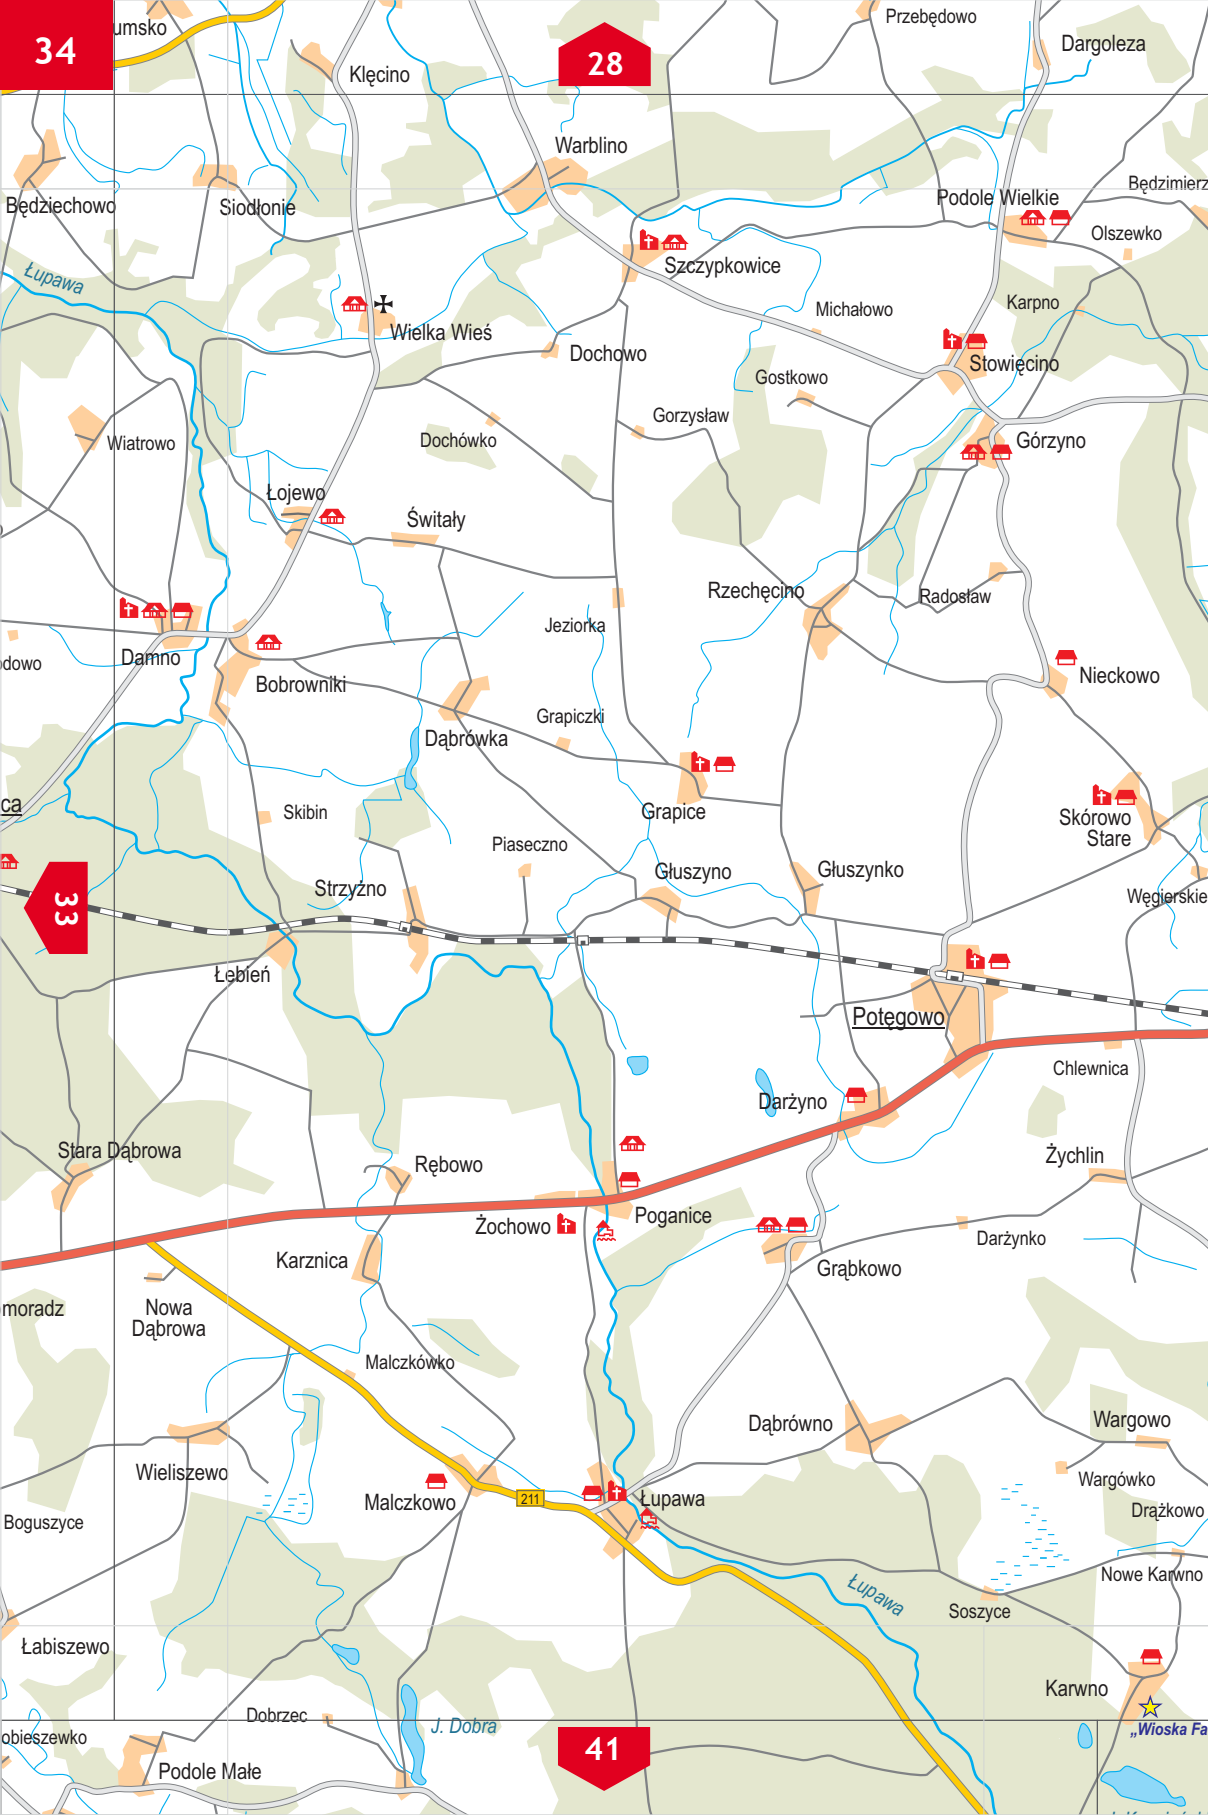 34
umsko
28
Przebędowo
Dargoleza
Klęcino
Warblino
Będziechowo
Siodłonie
Podole Wielkie
Będzimierz
Olszewko
Szczypkowice
Łupawa
Karpno
Michałowo
Wielka Wieś
Dochowo
Stowięcino
Gostkowo
Gorzysław
Wiatrowo
Dochówko
Górzyno
Łojewo
Świtały
Rzechęcino
Radosław
Jeziorka
odowo
Damno
Bobrowniki
Nieckowo
Grapiczki
Dąbrówka
ca
Skibin
Grapice
Skórowo
Stare
Piaseczno
Głuszyno
Głuszynko
Strzyżno
Węgierskie
33
Łebień
Potęgowo
Chlewnica
Darżyno
Stara Dąbrowa
Rębowo
Żychlin
Żochowo
Poganice
Darżynko
Karznica
Grąbkowo
moradz
Nowa
Dąbrowa
Malczkówko
Dąbrówno
Wargowo
Wieliszewo
Wargówko
Malczkowo
211
Łupawa
Drążkowo
Boguszyce
Nowe Karwno
Łupawa
Soszyce
Łabiszewo
Karwno
Dobrzec
J. Dobra
„Wioska Fa
obieszewko
41
Podole Małe